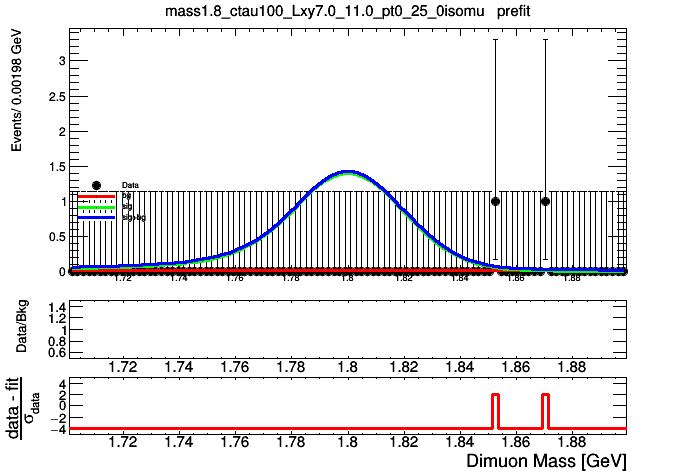 mass1.8_ctau100_Lxy7.0_11.0_pt0_25_0isomu prefit
Events/ 0.00198 GeV
3
2.5
2
1.5
1
0.5
0
Data
bg
sig
sig+bg
1.72 1.74 1.76 1.78 1.8 1.82 1.84 1.86 1.88
Data/Bkg
1.4
1.2
1
0.8
0.6
1.72 1.74 1.76 1.78 1.8 1.82 1.84 1.86 1.88
data - fit
σdata
4
2
0
−2
−4
1.72 1.74 1.76 1.78 1.8 1.82 1.84 1.86 1.88
Dimuon Mass [GeV]